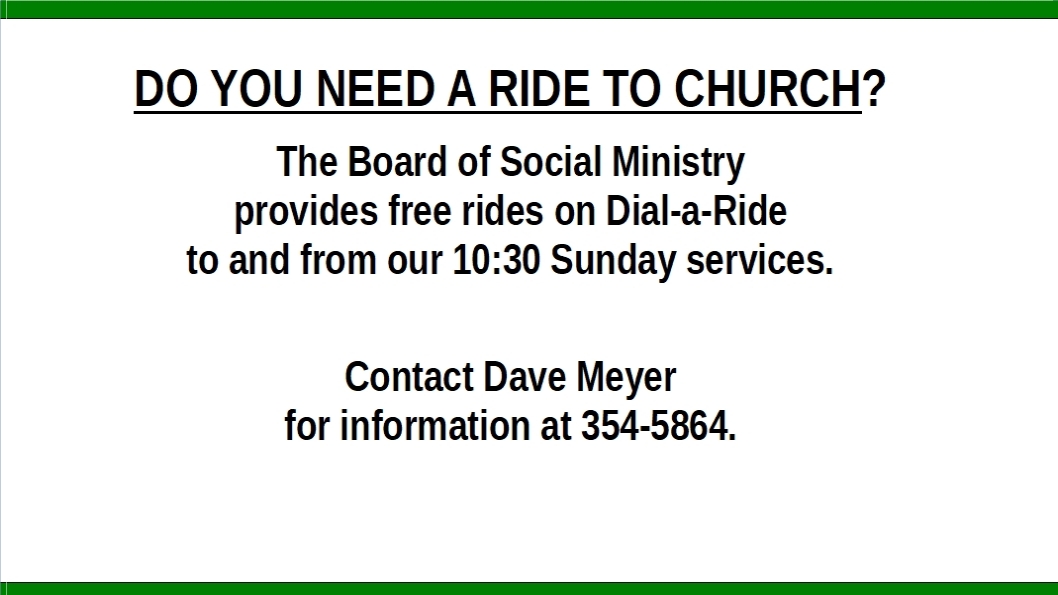 DO YOU NEED A RIDE TO CHURCH?
The Board of Social Ministry
provides free rides on Dial-a-Ride
to and from our 10:30 Sunday services.
Contact Dave Meyer
for information at 354-5864.